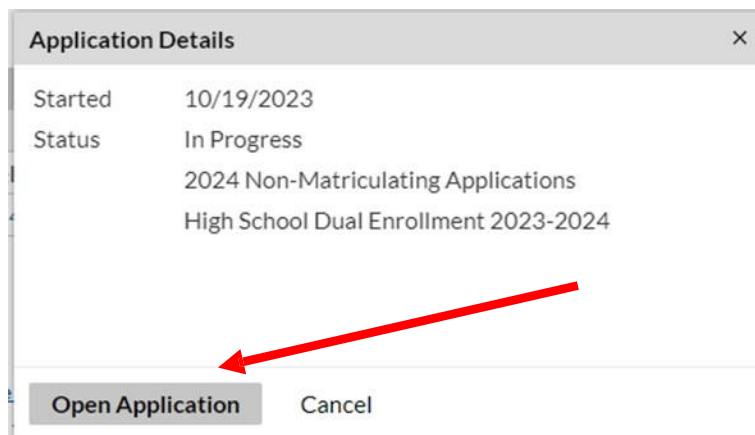 Application Details ×
Started 10/19/2023
Status In Progress
2024 Non-Matriculating Applications
High School Dual Enrollment 2023-2024
Open Application Cancel